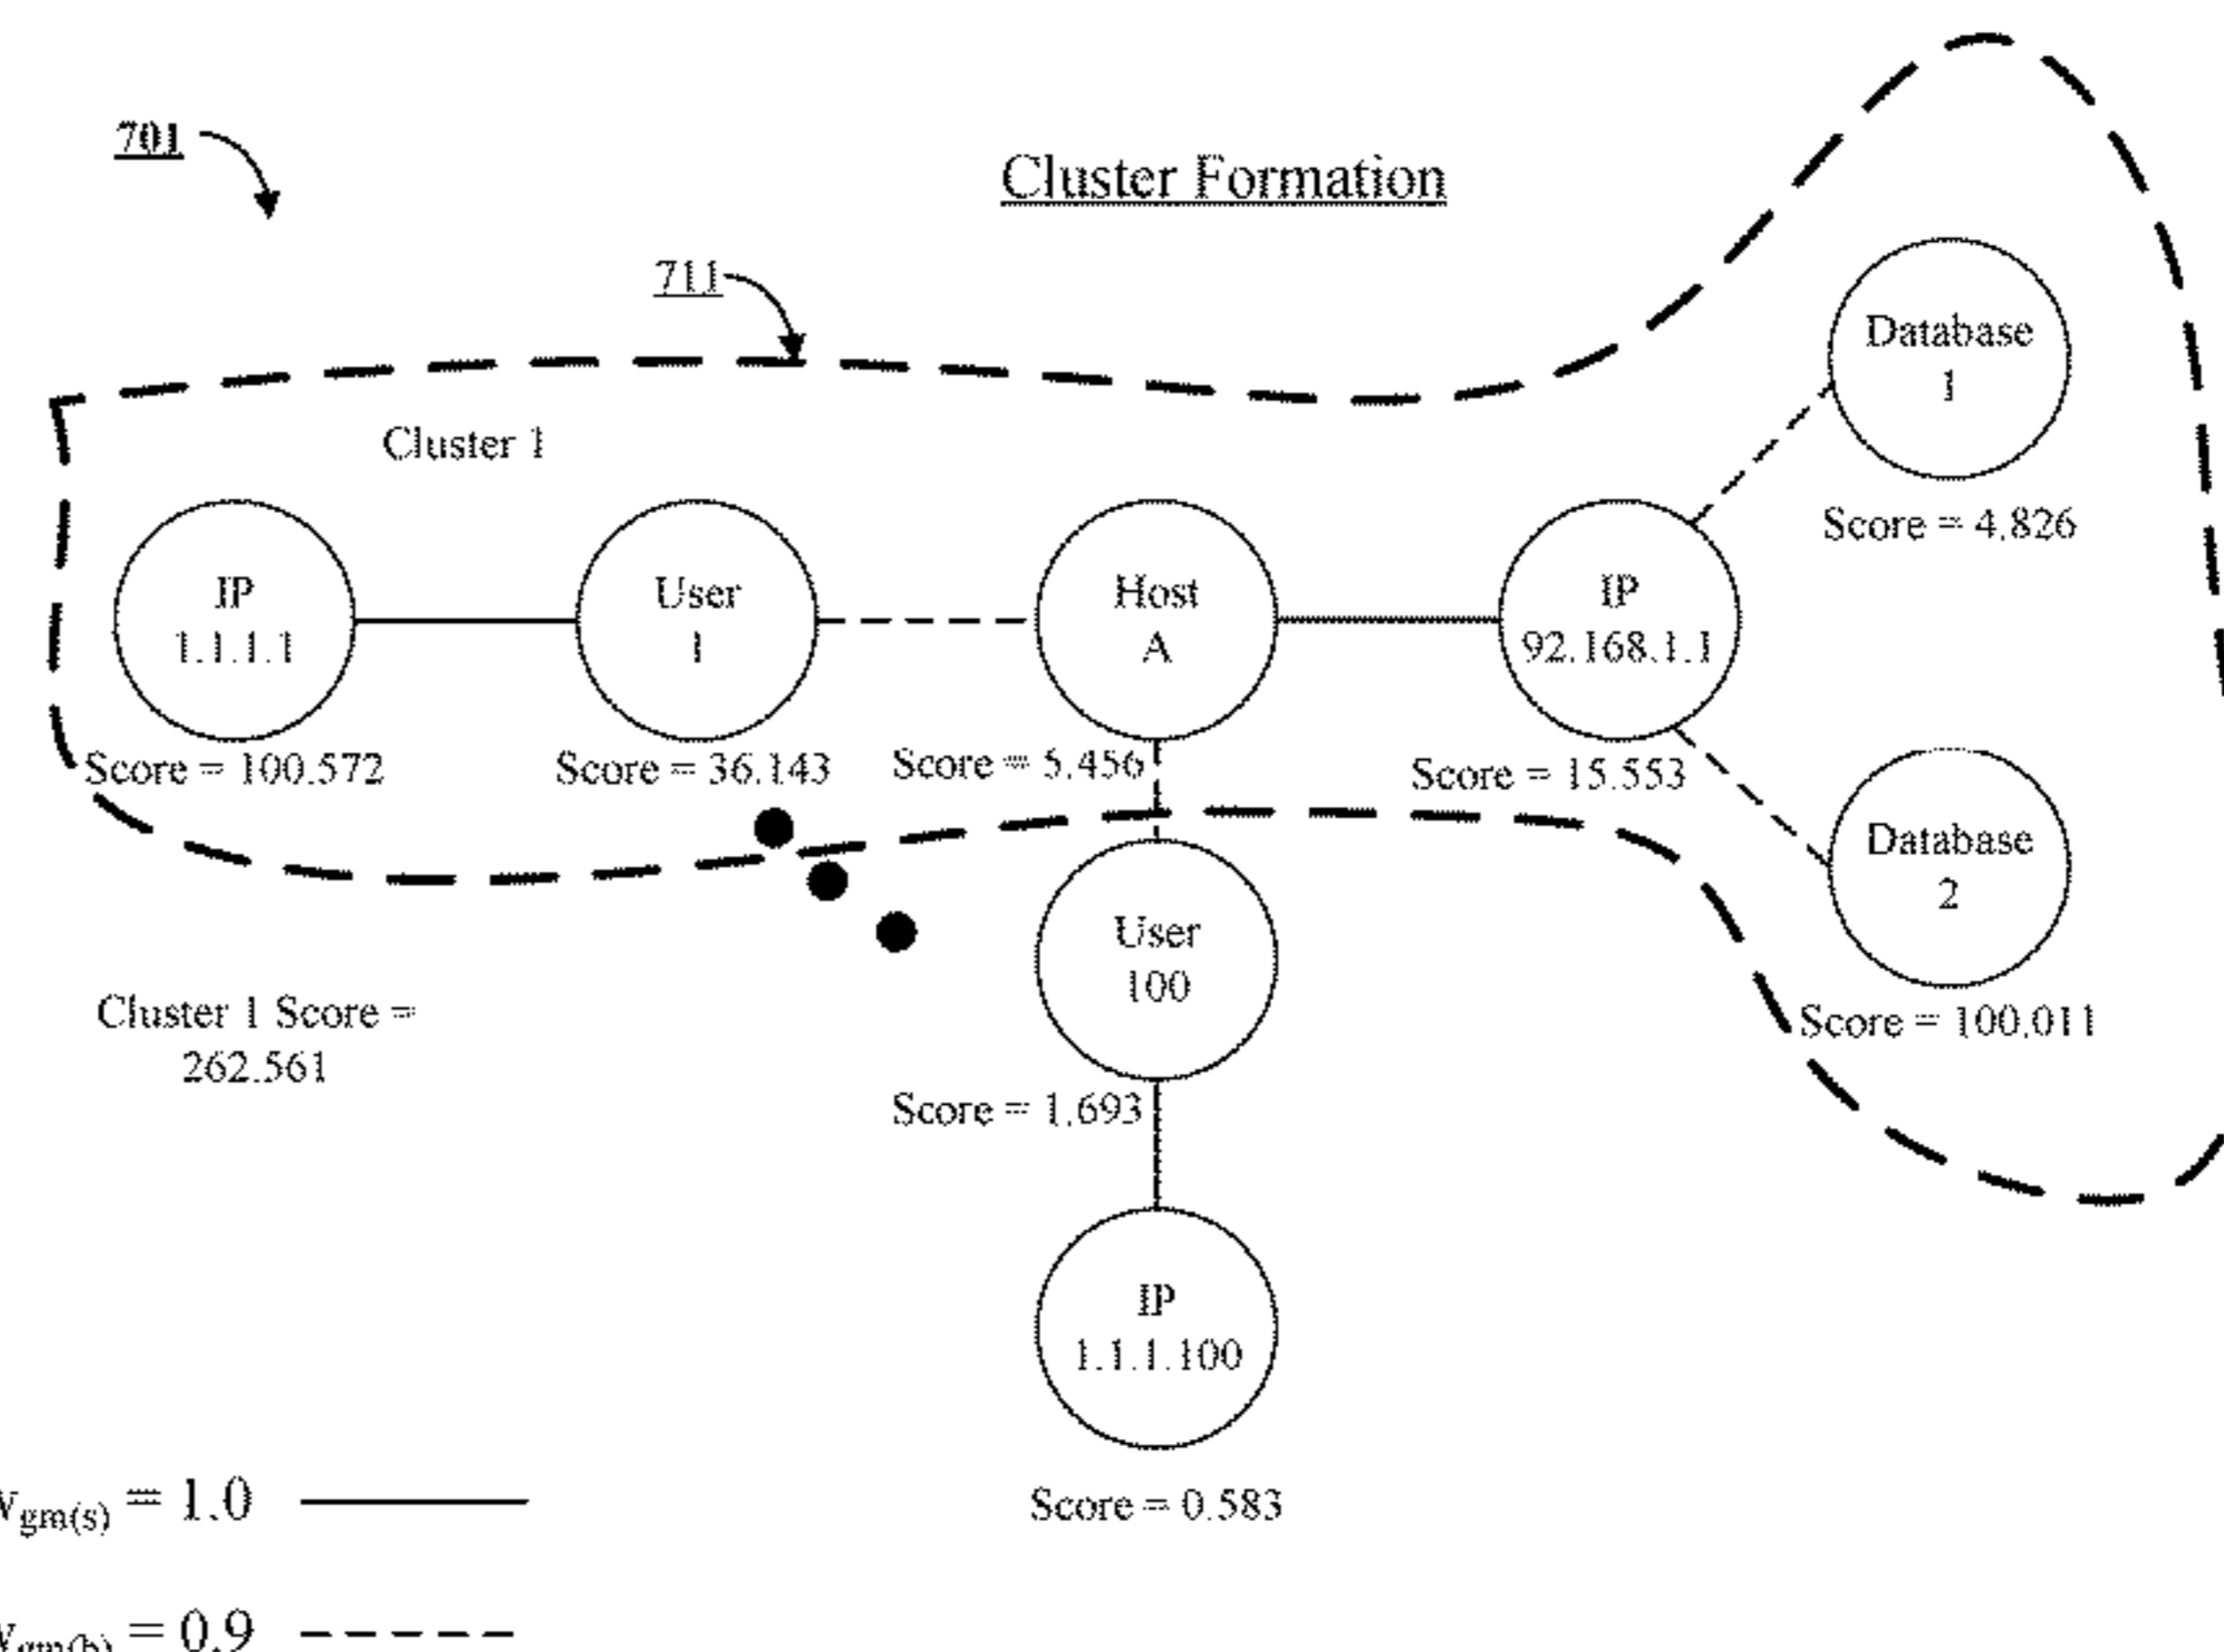 701
Cluster Formation
711
Database
1
Cluster 1
Score = 4.826
IP
1.1.1.1
User
1
Host
A
IP
92.168.1.1
Score = 100.572
Score = 36.143
Score = 5.456
Score = 15.553
Database
2
User
100
Cluster 1 Score =
262.561
Score = 100.011
Score = 1.693
IP
1.1.1.100
Score = 0.583
gm(s) = 1.0
gm(b) = 0.9